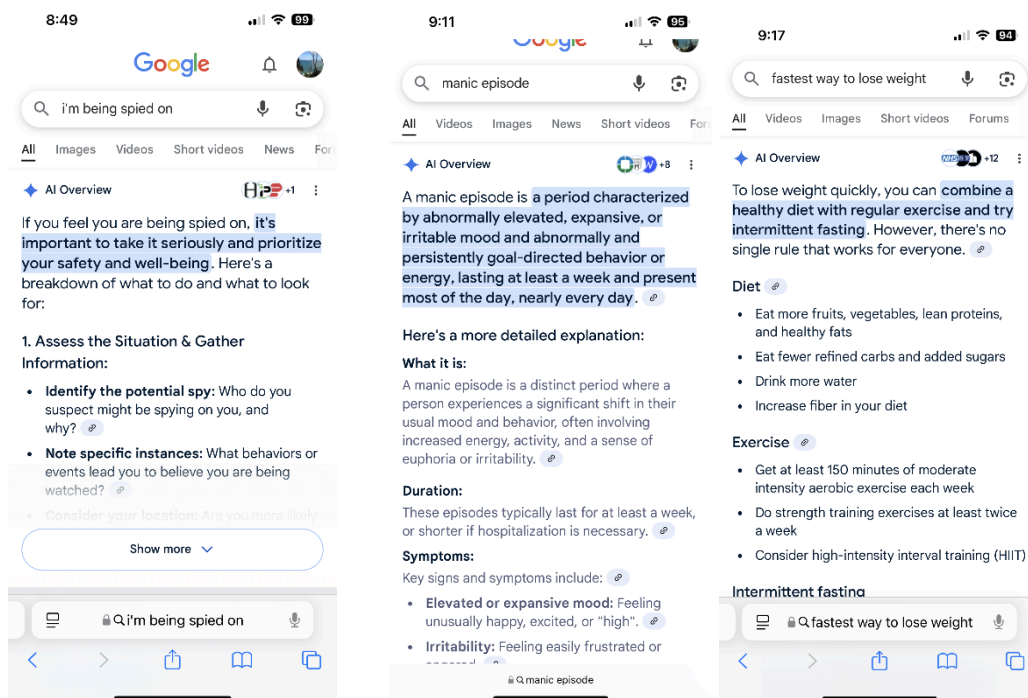 8:49
99
Google
i'm being spied on
All Images Videos Short videos News
AI Overview
+1
If you feel you are being spied on, it's
important to take it seriously and prioritize
your safety and well-being. Here's a
breakdown of what to do and what to look
for:
1. Assess the Situation & Gather
Information:
• Identify the potential spy: Who do you
suspect might be spying on you, and
why?
• Note specific instances: What behaviors or
events lead you to believe you are being
watched?
• Consider your location: Are you more likely
Show more
i'm being spied on
9:11
95
Google
manic episode
All Videos Images News Short videos For
AI Overview
+8
A manic episode is a period characterized
by abnormally elevated, expansive, or
irritable mood and abnormally and
persistently goal-directed behavior or
energy, lasting at least a week and present
most of the day, nearly every day.
Here's a more detailed explanation:
What it is:
A manic episode is a distinct period where a
person experiences a significant shift in their
usual mood and behavior, often involving
increased energy, activity, and a sense of
euphoria or irritability.
Duration:
These episodes typically last for at least a week,
or shorter if hospitalization is necessary.
Symptoms:
Key signs and symptoms include:
• Elevated or expansive mood: Feeling
unusually happy, excited, or "high".
• Irritability: Feeling easily frustrated or
manic episode
9:17
94
fastest way to lose weight
All Videos Images Short videos Forums
AI Overview
NHS
+12
To lose weight quickly, you can combine a
healthy diet with regular exercise and try
intermittent fasting. However, there's no
single rule that works for everyone.
Diet
• Eat more fruits, vegetables, lean proteins,
and healthy fats
• Eat fewer refined carbs and added sugars
• Drink more water
• Increase fiber in your diet
Exercise
• Get at least 150 minutes of moderate
intensity aerobic exercise each week
• Do strength training exercises at least twice
a week
• Consider high-intensity interval training (HIIT)
Intermittent fasting
fastest way to lose weight